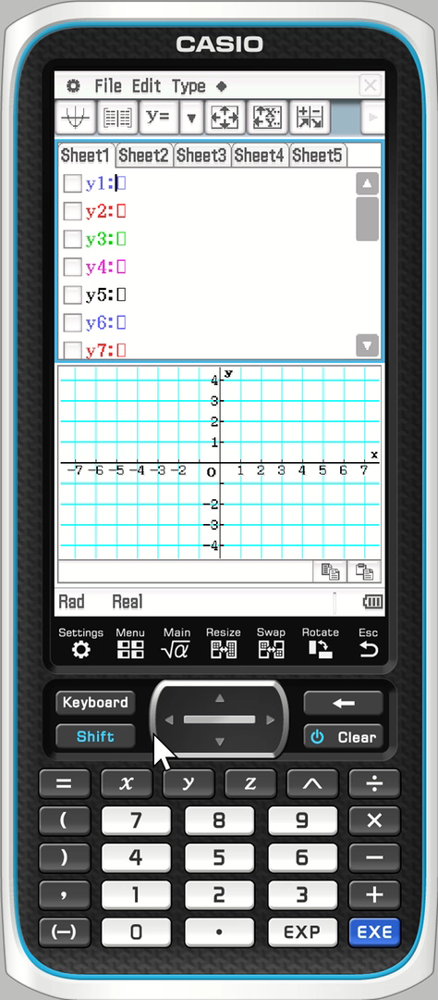 CASIO
File Edit Type ◆
y=
Sheet1 Sheet2 Sheet3 Sheet4 Sheet5
y1:
y2:
y3:
y4:
y5:
y6:
y7:
y
4
3
2
1
x
-7 -6 -5 -4 -3 -2 0 1 2 3 4 5 6 7
-2
-3
-4
Rad Real
Settings Menu Main Resize Swap Rotate Esc
√α
Keyboard
Shift Clear
= x y z ^ ÷
( 7 8 9 ×
) 4 5 6 −
, 1 2 3 +
(−) 0 • EXP EXE